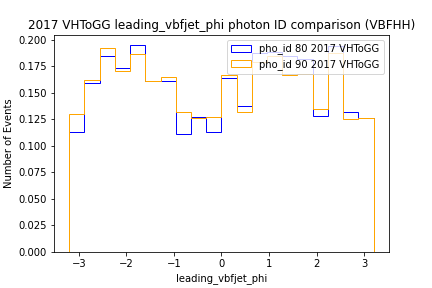 2017 VHToGG leading_vbfjet_phi photon ID comparison (VBFHH)
pho_id 80 2017 VHToGG
pho_id 90 2017 VHToGG
Number of Events
0.200
0.175
0.150
0.125
0.100
0.075
0.050
0.025
0.000
−3 −2 −1 0 1 2 3
leading_vbfjet_phi